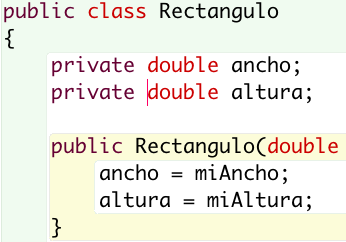 public class Rectangulo
{
private double ancho;
private double altura;
public Rectangulo(double
ancho = miAncho;
altura = miAltura;
}